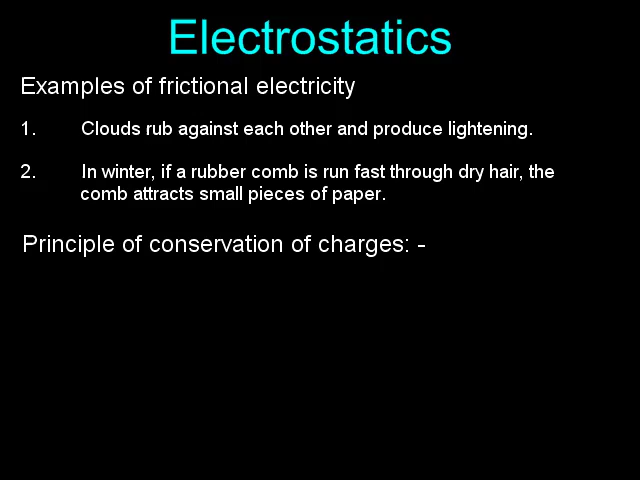 Electrostatics
Examples of frictional electricity
1. Clouds rub against each other and produce lightening.
2. In winter, if a rubber comb is run fast through dry hair, the
comb attracts small pieces of paper.
Principle of conservation of charges: -